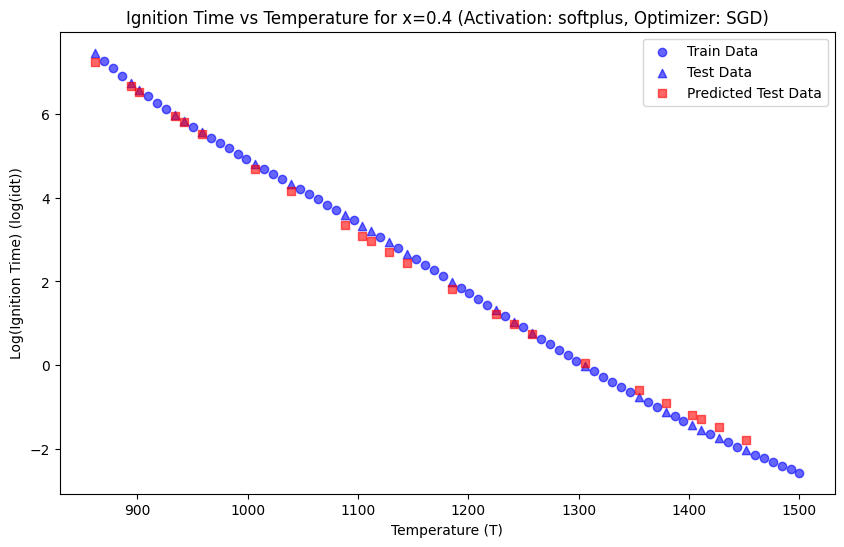 Ignition Time vs Temperature for x=0.4 (Activation: softplus, Optimizer: SGD)
Train Data
Test Data
Predicted Test Data
Log(Ignition Time) (log(idt))
6
4
2
0
−2
900
1000
1100
1200
1300
1400
1500
Temperature (T)